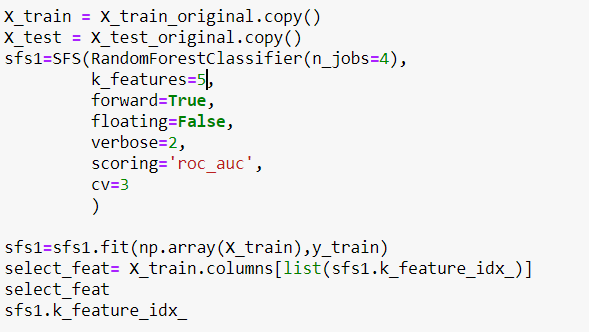 X_train = X_train_original.copy()
X_test = X_test_original.copy()
sfs1=SFS(RandomForestClassifier(n_jobs=4),
         k_features=5,
         forward=True,
         floating=False,
         verbose=2,
         scoring='roc_auc',
         cv=3
         )

sfs1=sfs1.fit(np.array(X_train),y_train)
select_feat= X_train.columns[list(sfs1.k_feature_idx_)]
select_feat
sfs1.k_feature_idx_